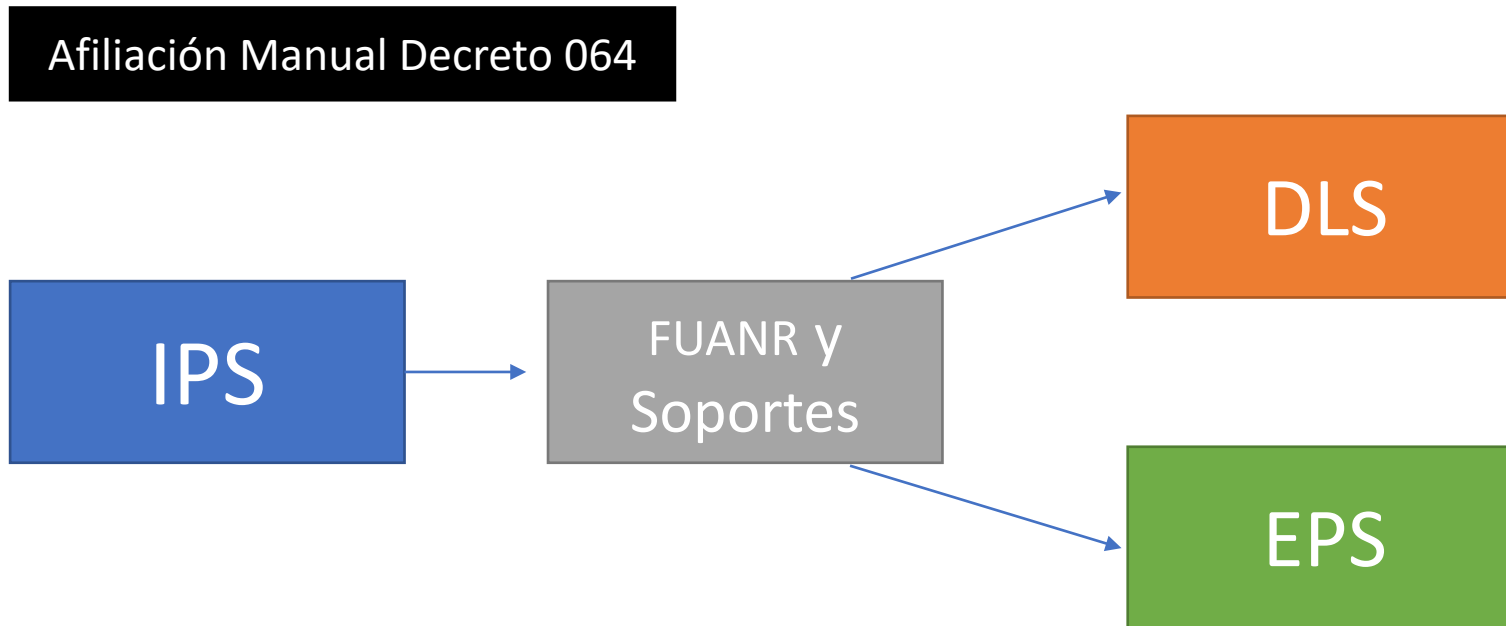 Afiliación Manual Decreto 064
IPS
FUANR y
Soportes
DLS
EPS